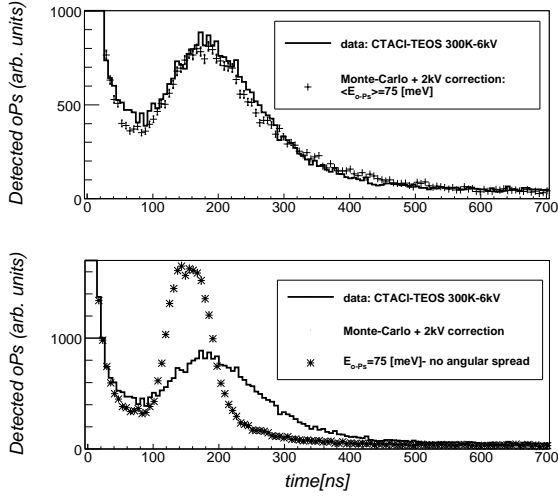 Detected oPs (arb. units)
1000
500
0
data: CTACI-TEOS 300K-6kV
Monte-Carlo + 2kV correction:
<E o-Ps>=75 [meV]
0 100 200 300 400 500 600 700
Detected oPs (arb. units)
1000
0
data: CTACI-TEOS 300K-6kV
Monte-Carlo + 2kV correction
E o-Ps=75 [meV]- no angular spread
0 100 200 300 400 500 600 700
time[ns]